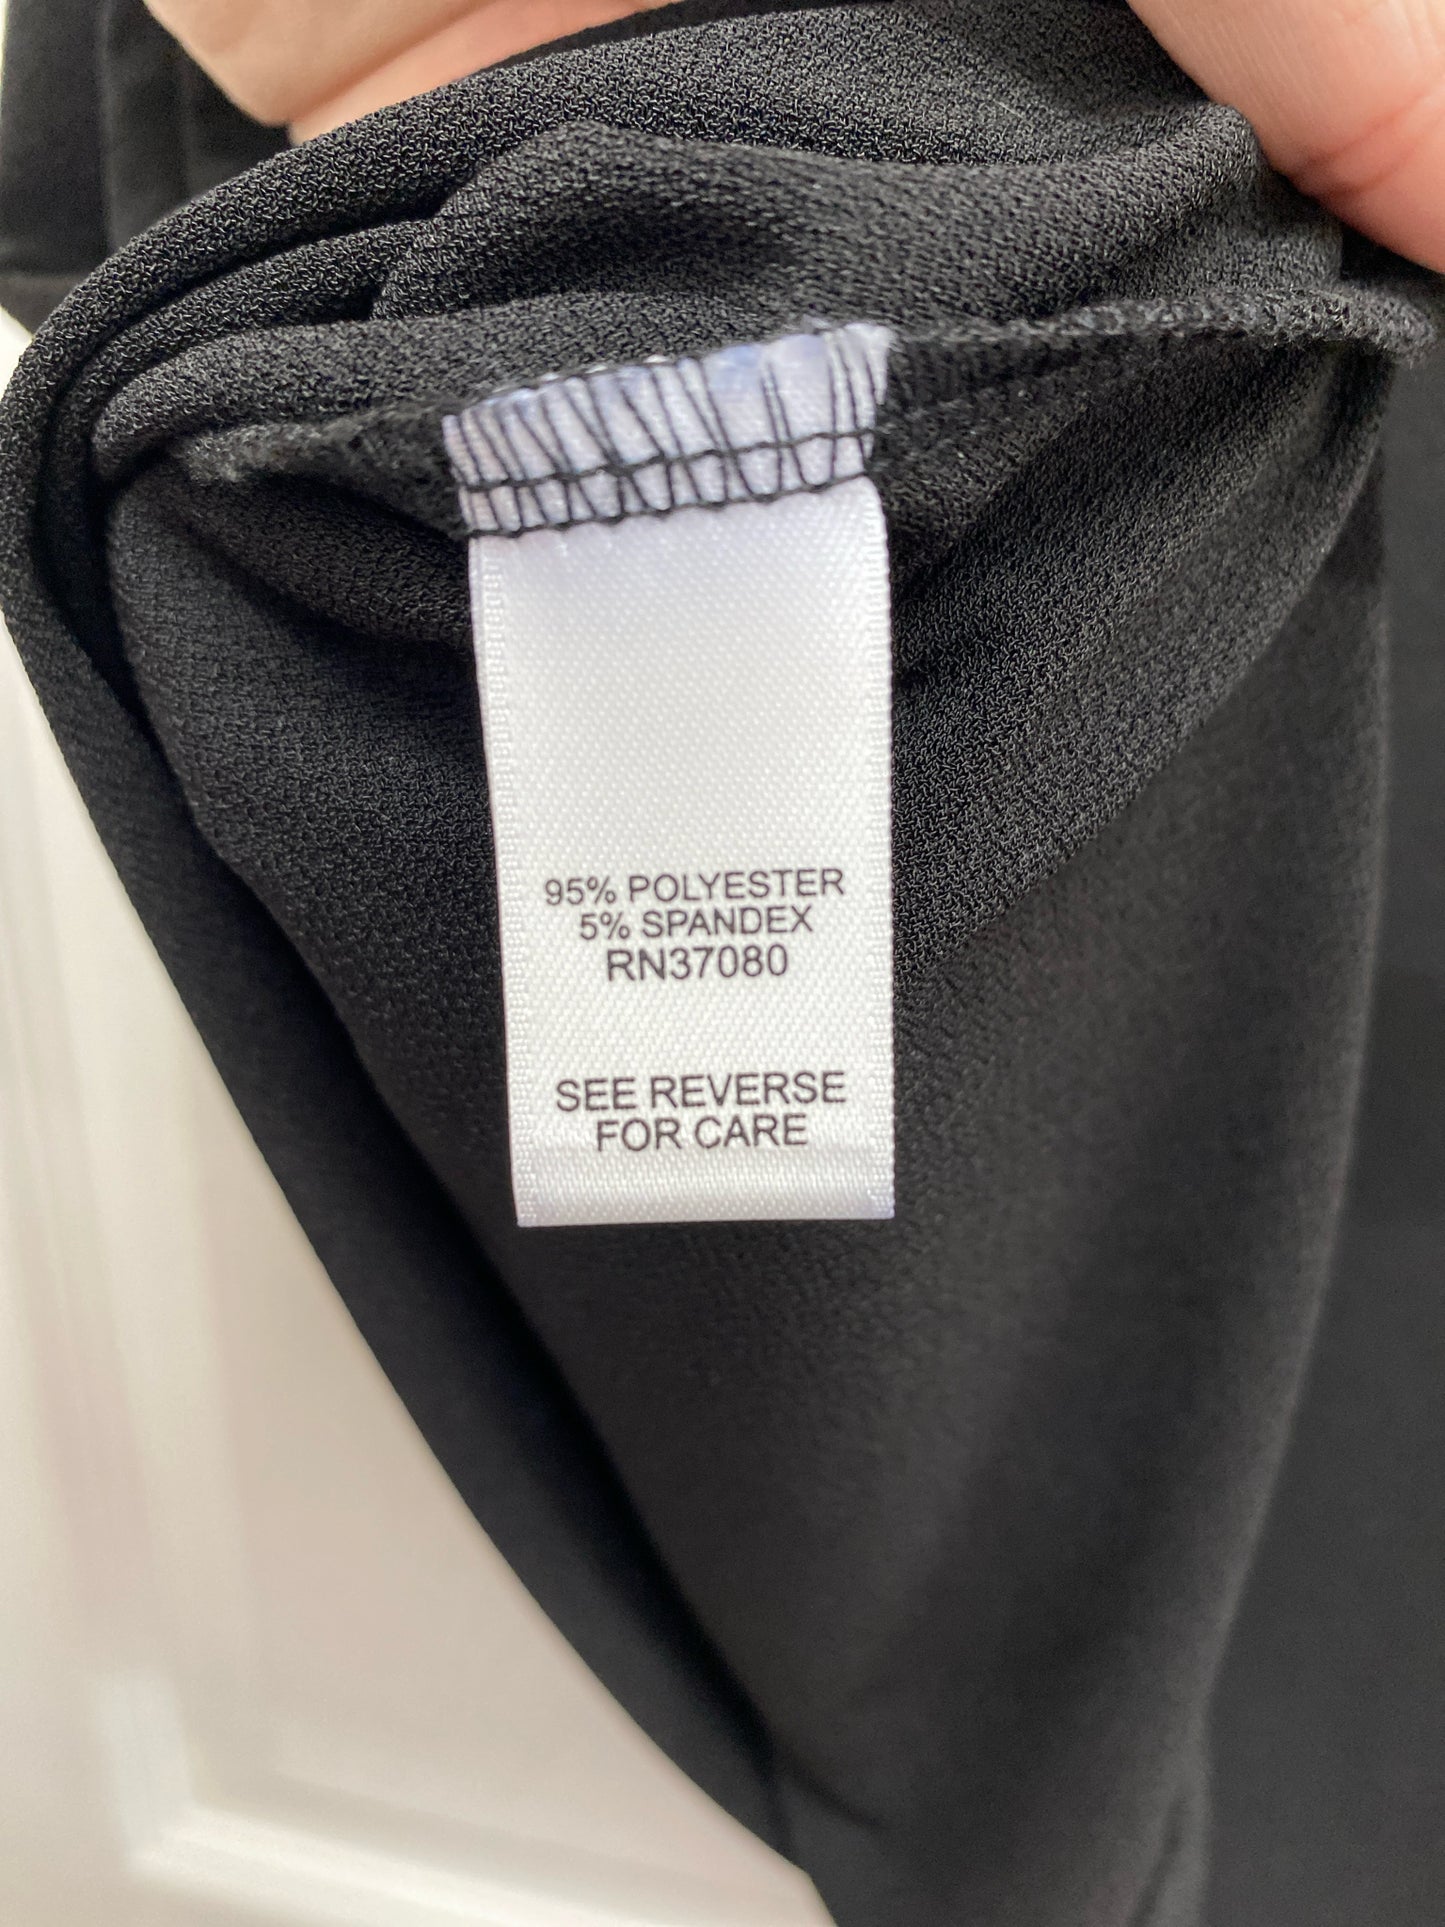 95% POLYESTER
5% SPANDEX
RN37080
SEE REVERSE
FOR CARE